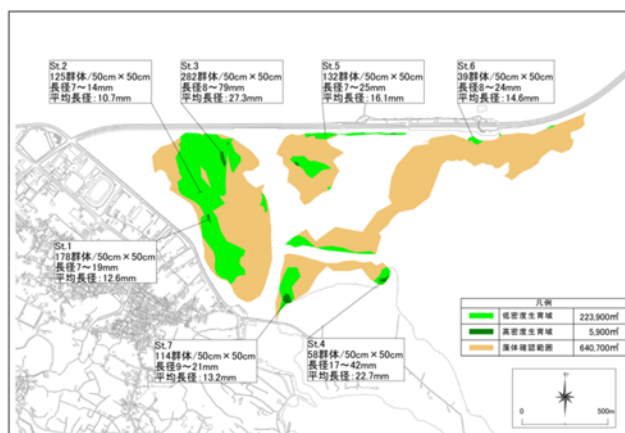 St.2
125群体/50cm×50cm
長径7～14mm
平均長径:10.7mm
St.3
282群体/50cm×50cm
長径8～79mm
平均長径:27.3mm
St.5
132群体/50cm×50cm
長径7～25mm
平均長径:16.1mm
St.6
39群体/50cm×50cm
長径8～24mm
平均長径:14.6mm
St.1
178群体/50cm×50cm
長径7～19mm
平均長径:12.6mm
St.7
114群体/50cm×50cm
長径9～21mm
平均長径:13.2mm
St.4
58群体/50cm×50cm
長径17～42mm
平均長径:22.7mm
凡例
低密度生育域 223,900m²
高密度生育域 5,900m²
藻体確認範囲 640,700m²
0 500m